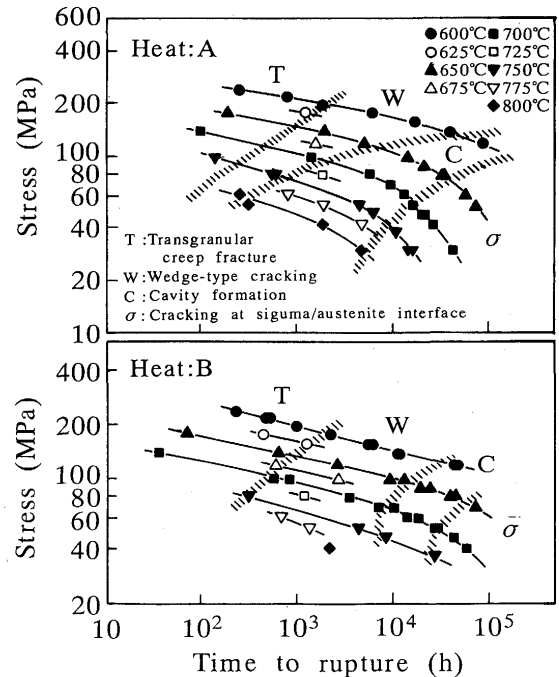 600
400
200
100
80
60
40
20
10
Stress (MPa)
Heat:A
T
W
C
σ
600℃
625℃
650℃
675℃
700℃
725℃
750℃
775℃
800℃
T :Transgranular
creep fracture
W:Wedge-type cracking
C :Cavity formation
σ:Cracking at siguma/austenite interface
400
200
100
80
60
40
20
Stress (MPa)
Heat:B
T
W
C
σ
10 10² 10³ 10⁴ 10⁵
Time to rupture (h)